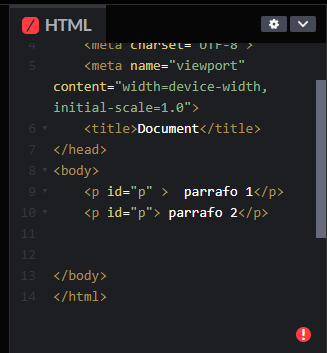 / HTML
4 <meta charset="UTF-8">
5 <meta name="viewport"
content="width=device-width,
initial-scale=1.0">
6 <title>Document</title>
7 </head>
8 <body>
9 <p id="p" > parrafo 1</p>
10 <p id="p"> parrafo 2</p>
11
12
13 </body>
14 </html>